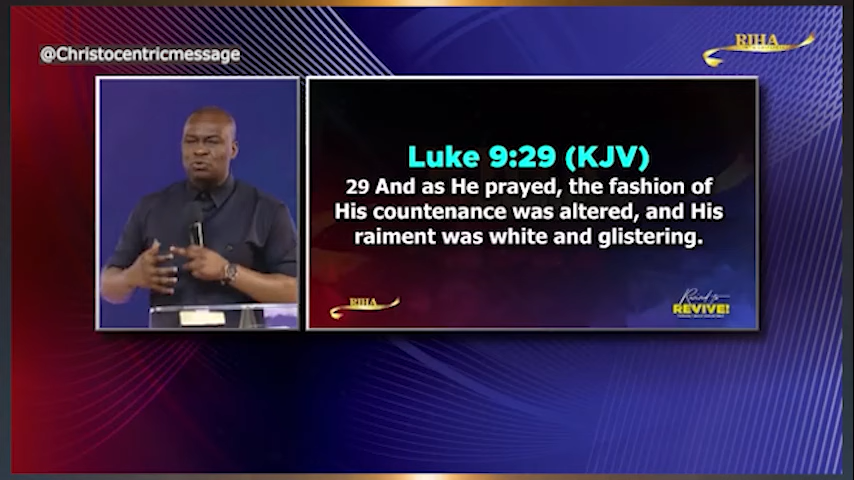 @Christocentricmessage
RIHA
Luke 9:29 (KJV)
29 And as He prayed, the fashion of
His countenance was altered, and His
raiment was white and glistering.
RIHA
REVIVE!